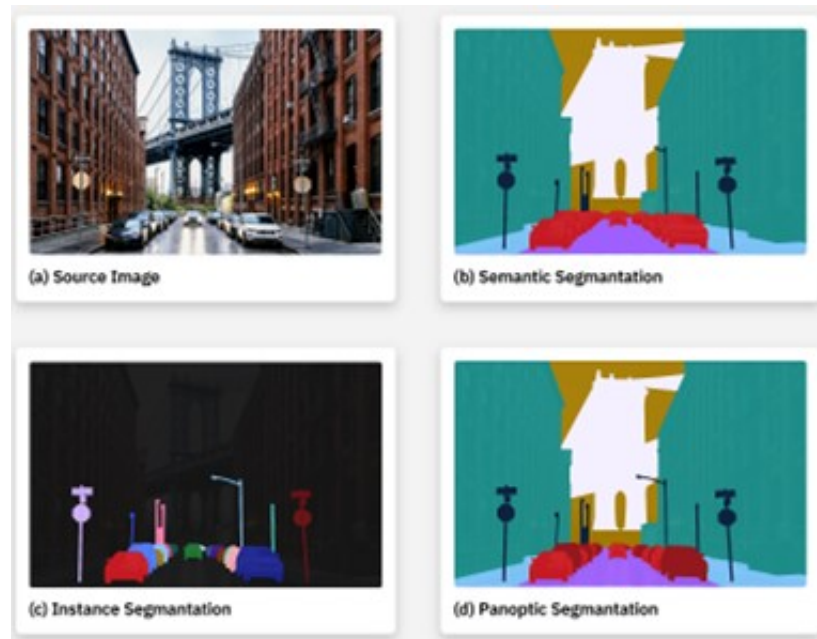 (a) Source Image
(b) Semantic Segmantation
(c) Instance Segmantation
(d) Panoptic Segmantation